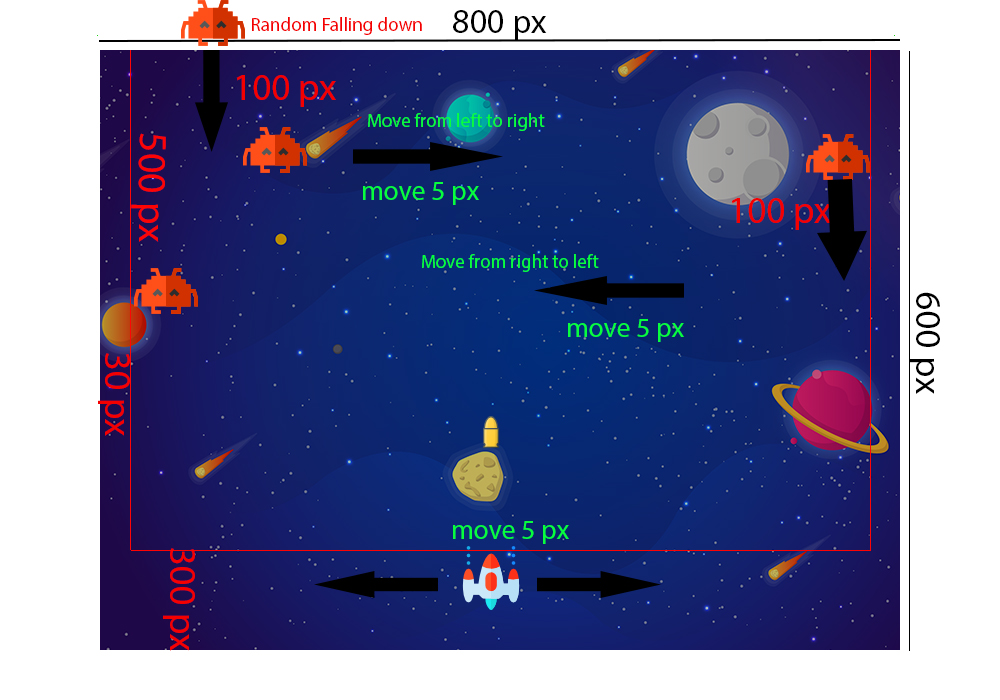 Random Falling down
800 px
100 px
Move from left to right
500 px
move 5 px
100 px
Move from right to left
move 5 px
600 px
30 px
move 5 px
300 px